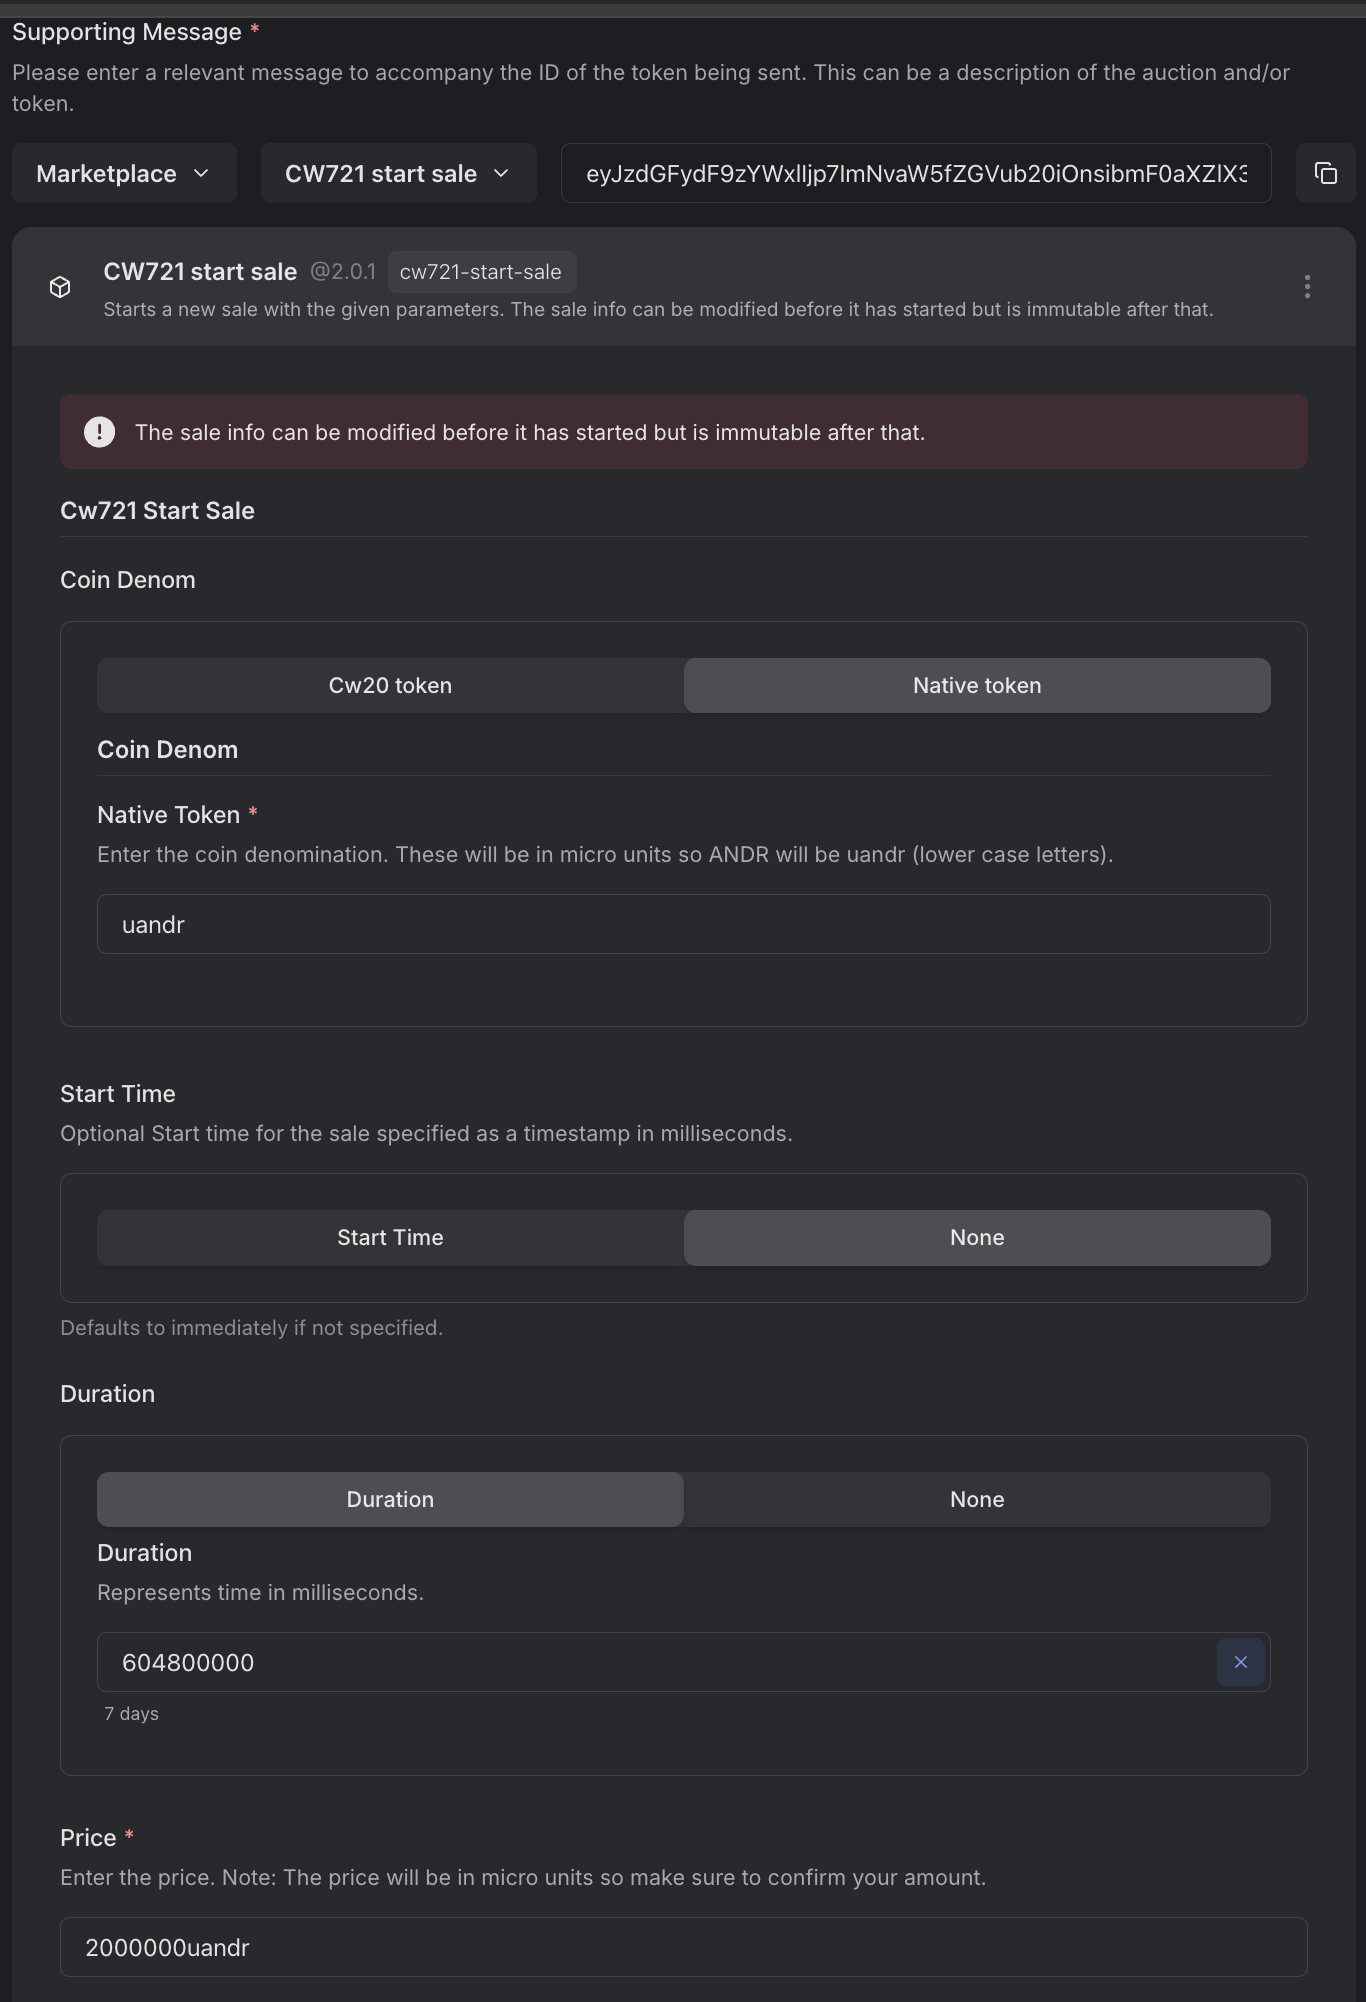 Supporting Message *
Please enter a relevant message to accompany the ID of the token being sent. This can be a description of the auction and/or
token.
Marketplace CW721 start sale eyJzdGFydF9zYWxlIjp7ImNvaW5fZGVub20iOnsibmF0aXZlX3
CW721 start sale @2.0.1 cw721-start-sale
Starts a new sale with the given parameters. The sale info can be modified before it has started but is immutable after that.
The sale info can be modified before it has started but is immutable after that.
Cw721 Start Sale
Coin Denom
Cw20 token Native token
Coin Denom
Native Token *
Enter the coin denomination. These will be in micro units so ANDR will be uandr (lower case letters).
uandr
Start Time
Optional Start time for the sale specified as a timestamp in milliseconds.
Start Time None
Defaults to immediately if not specified.
Duration
Duration None
Duration
Represents time in milliseconds.
604800000
7 days
Price *
Enter the price. Note: The price will be in micro units so make sure to confirm your amount.
2000000uandr